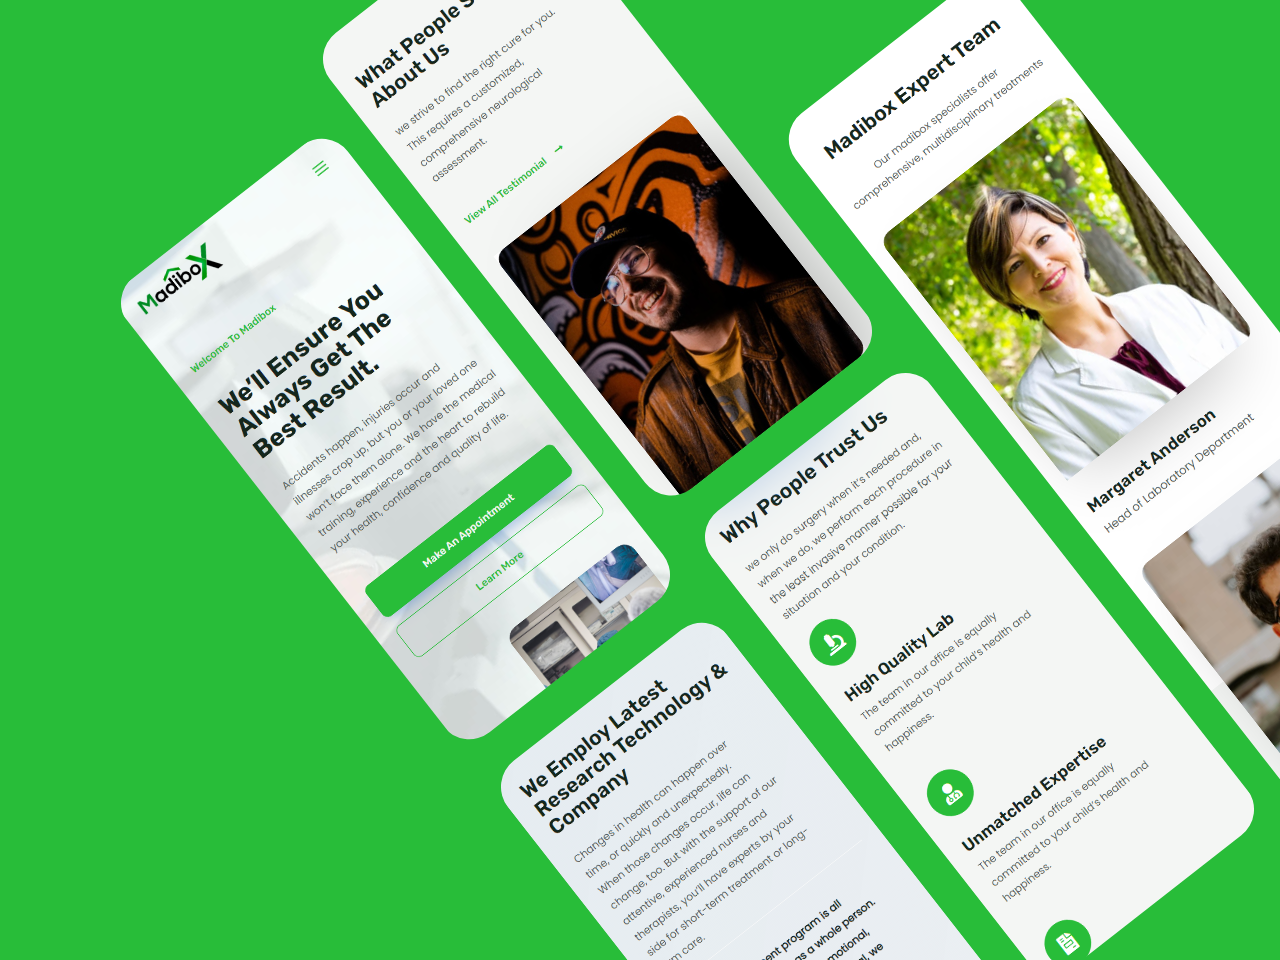 MadiboX
Welcome To Madibox
We'll Ensure You
Always Get The
Best Result.
Accidents happen, injuries occur and
illnesses crop up, but you or your loved one
won't face them alone. We have the medical
training, experience and the heart to rebuild
your health, confidence and quality of life.
Make An Appointment
Learn More
What People
About Us
we strive to find the right cure for you.
This requires a customized,
comprehensive neurological
assessment.
View All Testimonial →
We Employ Latest
Research Technology &
Company
Changes in health can happen over
time, or quickly and unexpectedly.
When those changes occur, life can
change, too. But with the support of our
attentive, experienced nurses and
therapists, you'll have experts by your
side for short-term treatment or long-
care.
program is all
as a whole person.
we
Why People Trust Us
we only do surgery when it's needed and,
when we do, we perform each procedure in
the least invasive manner possible for your
situation and your condition.
High Quality Lab
The team in our office is equally
committed to your child's health and
happiness.
Unmatched Expertise
The team in our office is equally
committed to your child's health and
happiness.
Madibox Expert Team
Our madibox specialists offer
comprehensive, multidisciplinary treatments
Margaret Anderson
Head of Laboratory Department